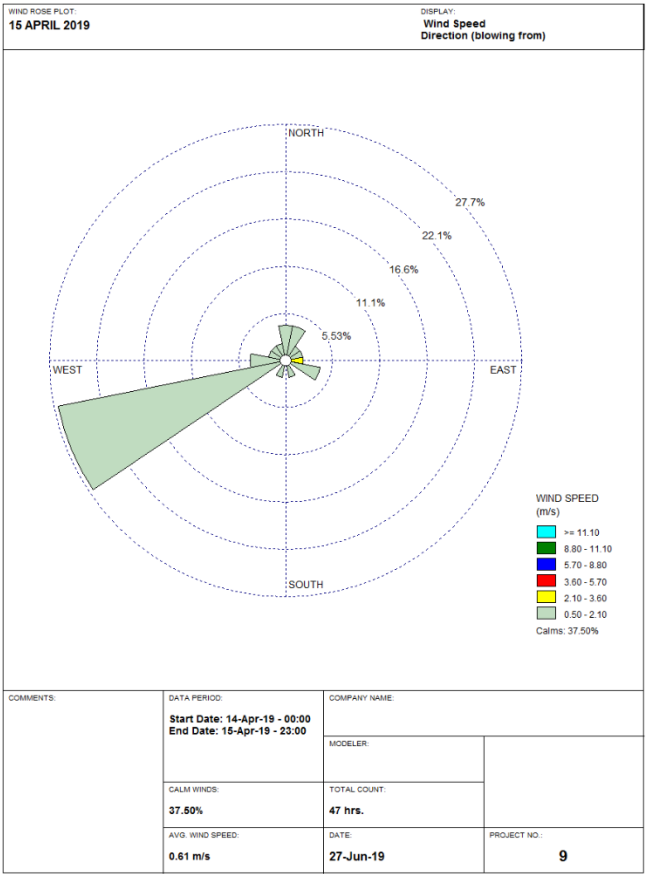 WIND ROSE PLOT:
15 APRIL 2019
DISPLAY:
Wind Speed
Direction (blowing from)
NORTH
27.7%
22.1%
16.6%
11.1%
5.53%
WEST
EAST
SOUTH
WIND SPEED
(m/s)
>= 11.10
8.80 - 11.10
5.70 - 8.80
3.60 - 5.70
2.10 - 3.60
0.50 - 2.10
Calms: 37.50%
COMMENTS:
DATA PERIOD:
Start Date: 14-Apr-19 - 00:00
End Date: 15-Apr-19 - 23:00
COMPANY NAME:
MODELER:
CALM WINDS:
37.50%
TOTAL COUNT:
47 hrs.
AVG. WIND SPEED:
0.61 m/s
DATE:
27-Jun-19
PROJECT NO.:
9